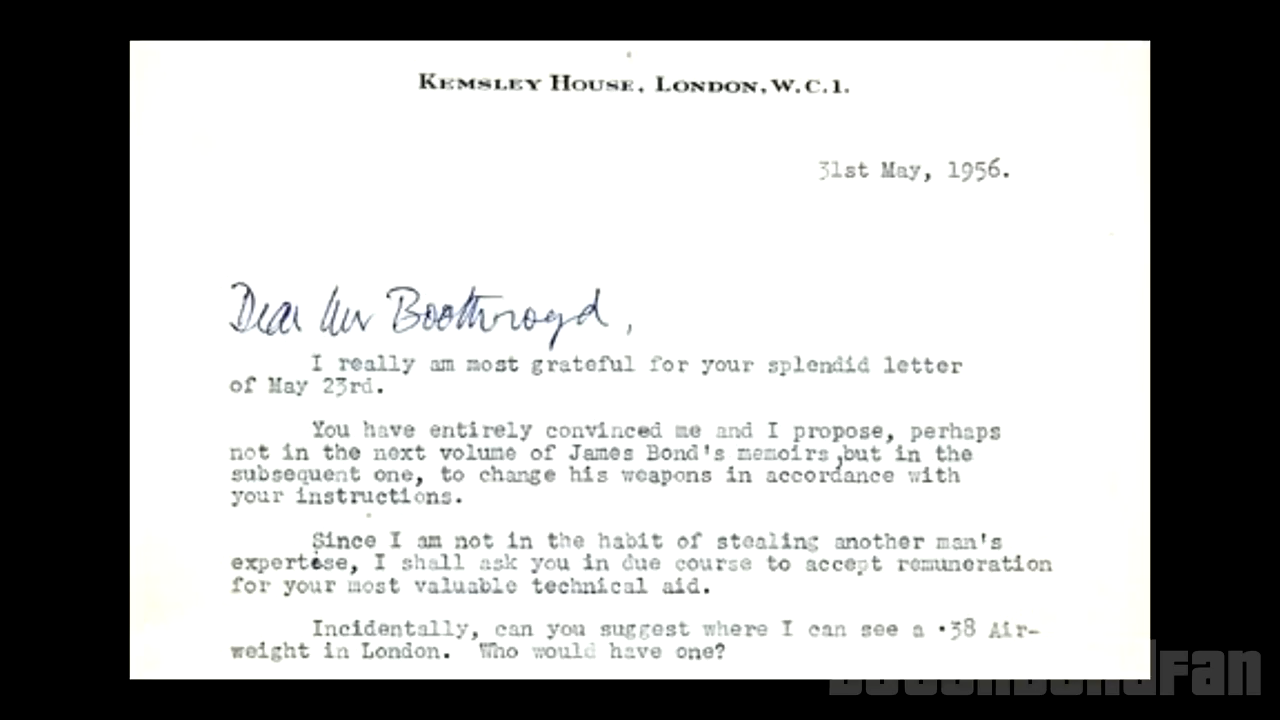 KEMSLEY HOUSE, LONDON, W.C.1.
31st May, 1956.
Dear Mr Boothroyd,
I really am most grateful for your splendid letter
of May 23rd.
You have entirely convinced me and I propose, perhaps
not in the next volume of James Bond's memoirs, but in the
subsequent one, to change his weapons in accordance with
your instructions.
Since I am not in the habit of stealing another man's
expertése, I shall ask you in due course to accept remuneration
for your most valuable technical aid.
Incidentally, can you suggest where I can see a .38 Air-
weight in London. Who would have one?